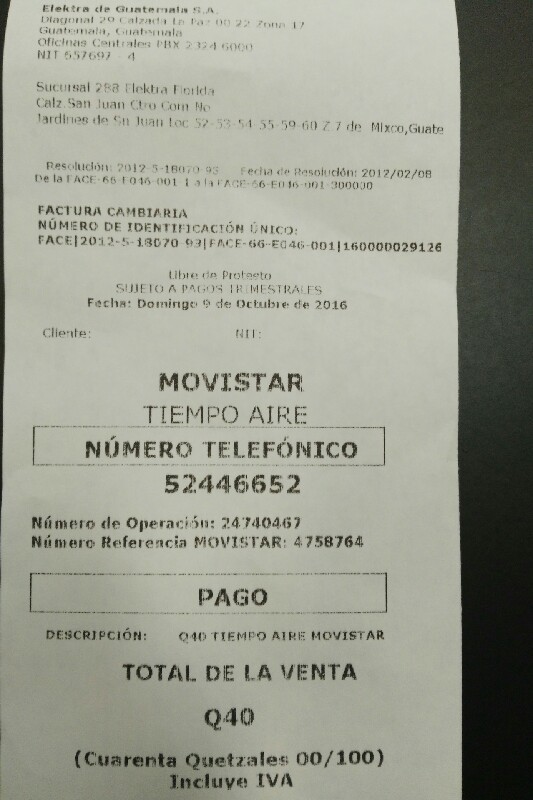 Elektra de Guatemala S.A.
Diagonal 29 Calzada La Paz 00-22 Zona 17
Guatemala, Guatemala
Oficinas Centrales PBX 2324 6000
NIT 657697 - 4
Sucursal 288 Elektra Florida
Calz.San Juan Ctro Com No
Jardines de Sn Juan Loc 52-53-54-55-59-60 Z.7 de Mixco,Guate
Resolución: 2012-5-18070-93 Fecha de Resolución: 2012/02/08
De la FACE-66-E046-001 1 a la FACE-66-E046-001-300000
FACTURA CAMBIARIA
NÚMERO DE IDENTIFICACIÓN ÚNICO:
FACE|2012-5-18070-93|FACE-66-E046-001|160000029126
Libre de Protesto
SUJETO A PAGOS TRIMESTRALES
Fecha: Domingo 9 de Octubre de 2016
Cliente: NIT:
MOVISTAR
TIEMPO AIRE
NÚMERO TELEFÓNICO
52446652
Número de Operación: 24740467
Número Referencia MOVISTAR: 4758764
PAGO
DESCRIPCIÓN: Q40 TIEMPO AIRE MOVISTAR
TOTAL DE LA VENTA
Q40
(Cuarenta Quetzales 00/100)
Incluye IVA